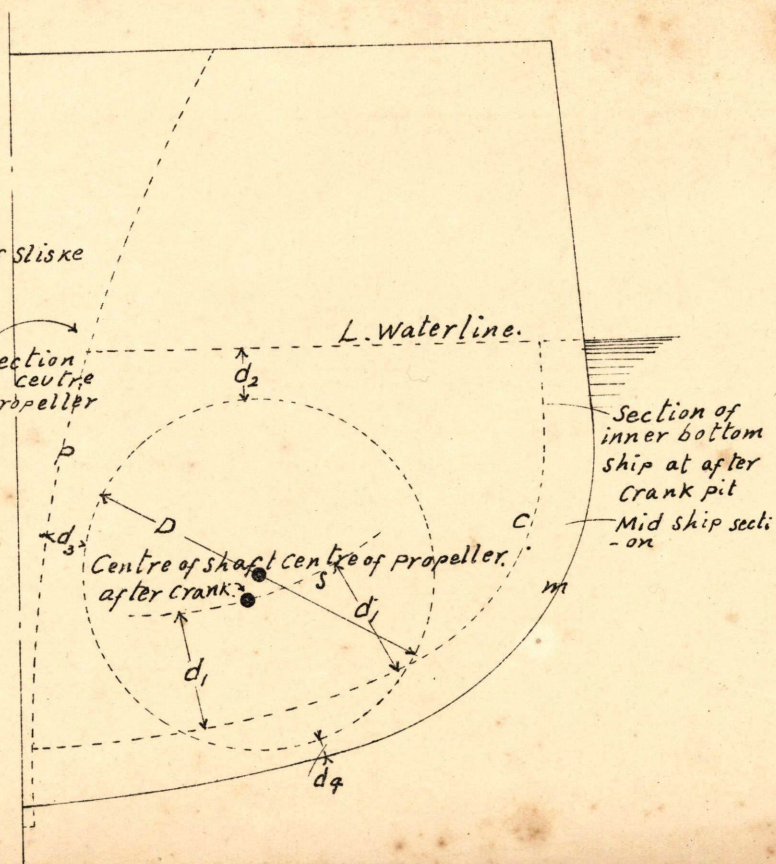 r Sliske
L. Waterline.
ection
ceutre
ropeller
d2
Section of
inner bottom
ship at after
crank pit
Mid ship secti
-on
P
D
C
d3
Centre of shaft centre of propeller.
after crank.
S
d1
m
d1
d4